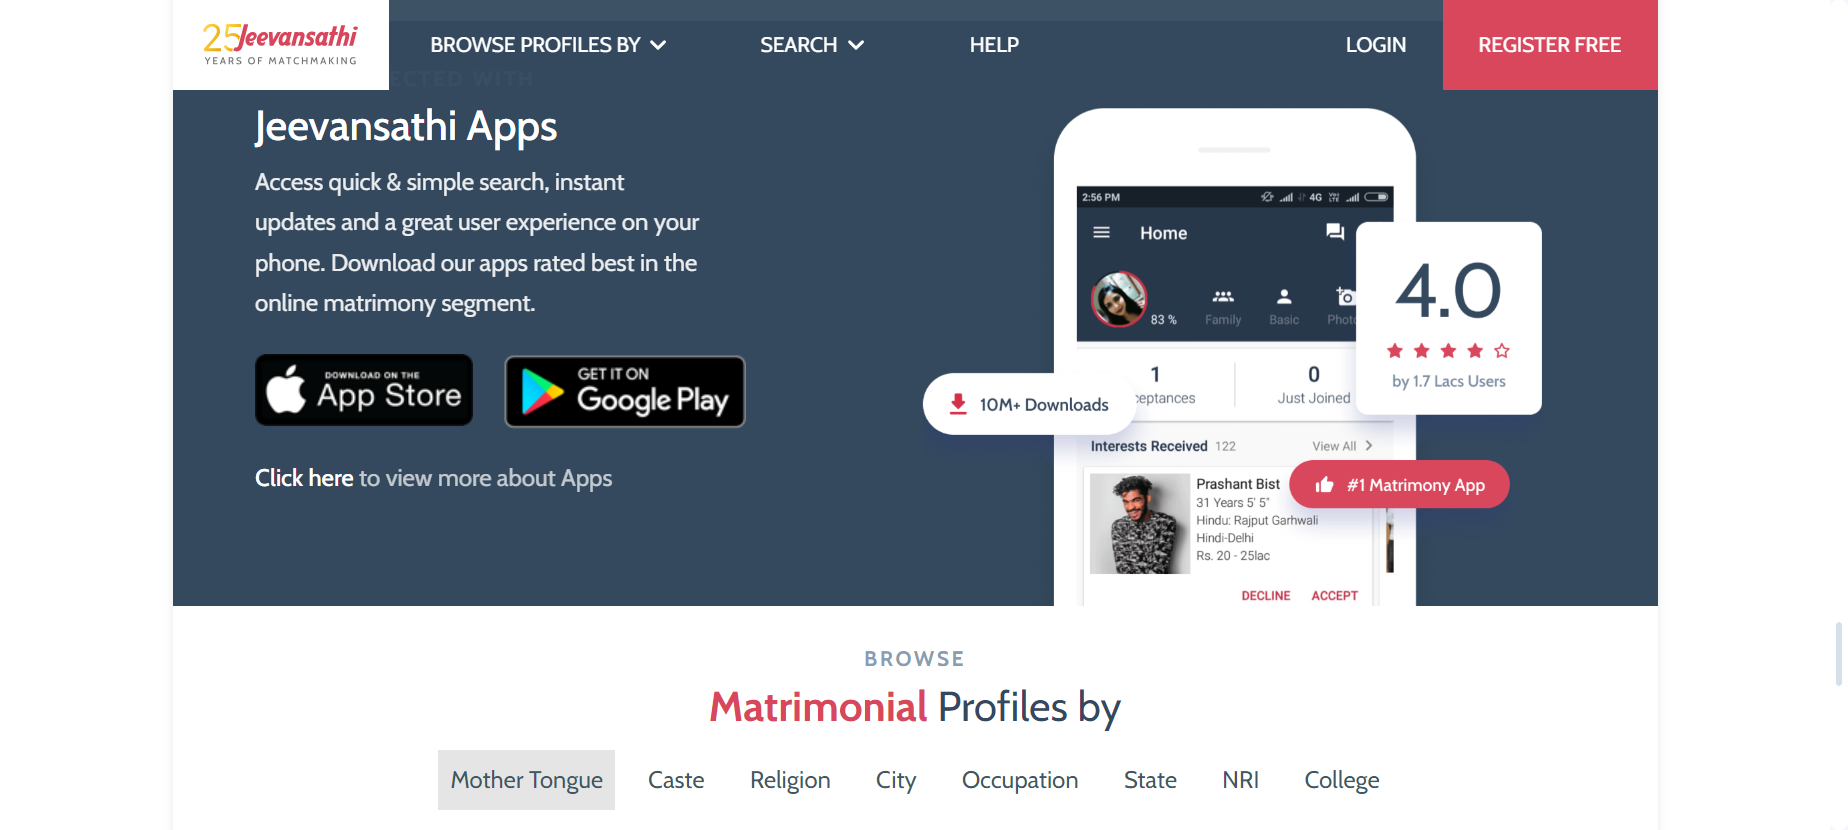 25 Jeevansathi
YEARS OF MATCHMAKING
BROWSE PROFILES BY
SEARCH
HELP
LOGIN
REGISTER FREE
ECTED WITH
Jeevansathi Apps
Access quick & simple search, instant
updates and a great user experience on your
phone. Download our apps rated best in the
online matrimony segment.
DOWNLOAD ON THE
App Store
GET IT ON
Google Play
Click here to view more about Apps
2:56 PM
4G
Home
83 %
Family
Basic
Photo
4.0
by 1.7 Lacs Users
1
ceptances
0
Just Joined
10M+ Downloads
Interests Received 122
View All
#1 Matrimony App
Prashant Bist
31 Years 5' 5"
Hindu: Rajput Garhwali
Hindi-Delhi
Rs. 20 - 25lac
DECLINE
ACCEPT
BROWSE
Matrimonial Profiles by
Mother Tongue
Caste
Religion
City
Occupation
State
NRI
College